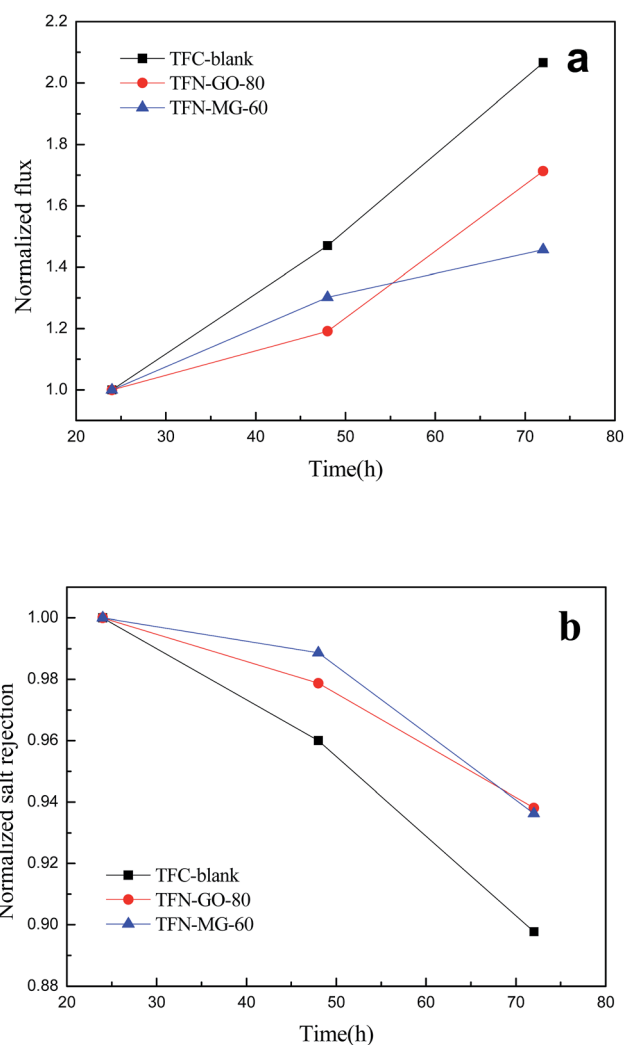 2.2
2.0
1.8
1.6
1.4
1.2
1.0
Normalized flux
TFC-blank
TFN-GO-80
TFN-MG-60
a
20 30 40 50 60 70 80
Time(h)
1.00
0.98
0.96
0.94
0.92
0.90
0.88
Normalized salt rejection
b
TFC-blank
TFN-GO-80
TFN-MG-60
20 30 40 50 60 70 80
Time(h)